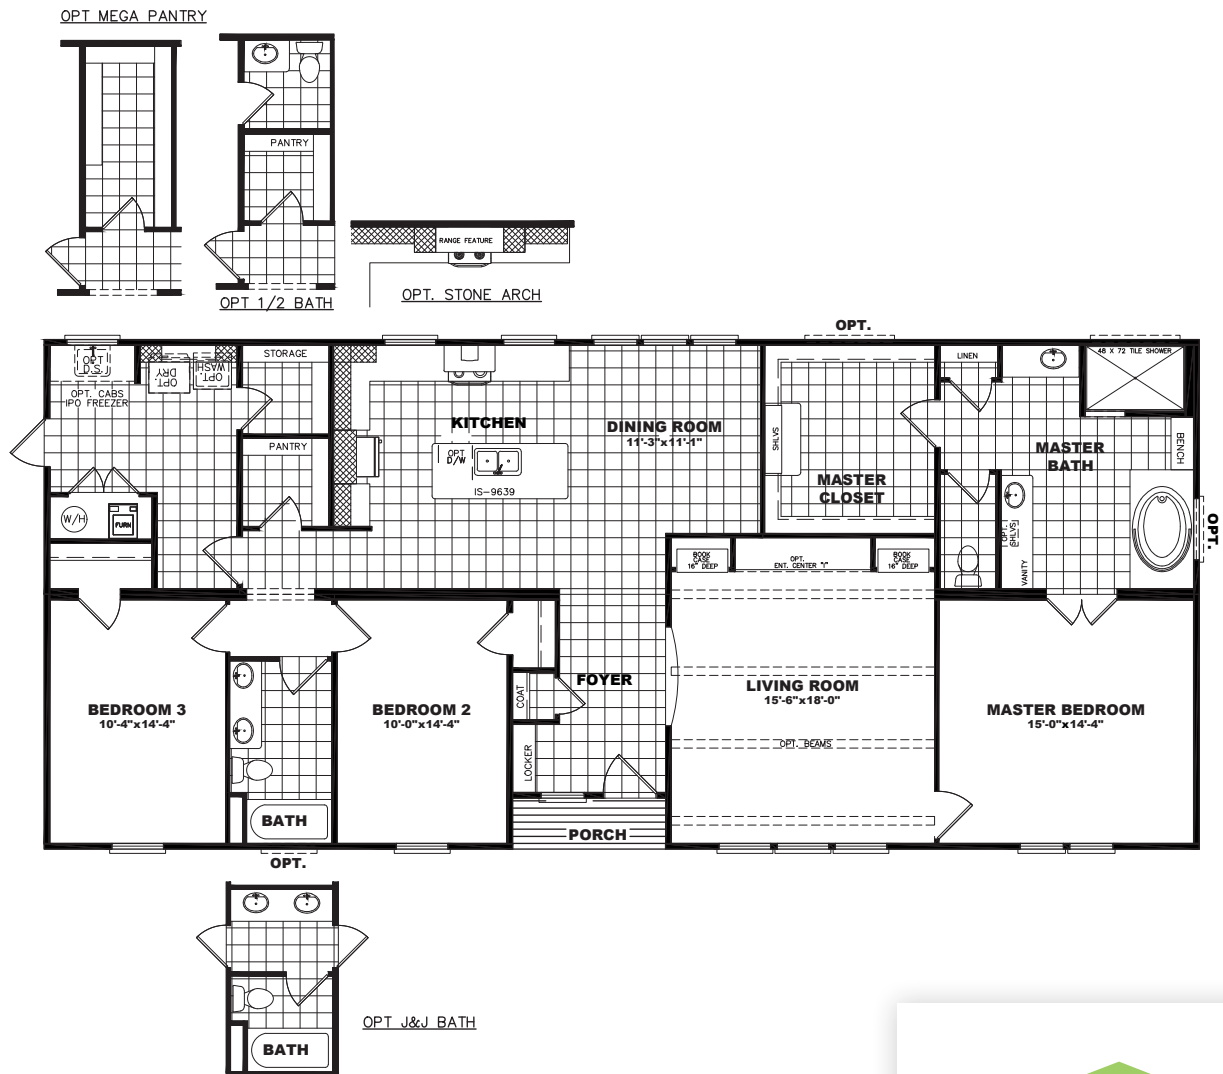 OPT MEGA PANTRY
PANTRY
OPT 1/2 BATH
RANGE FEATURE
OPT. STONE ARCH
OPT.
OPT
D.S.
OPT.
DRY
OPT.
WASH
STORAGE
OPT. CABS
IPO FREEZER
PANTRY
KITCHEN
OPT
D/W
IS-9639
DINING ROOM
11'-3"x11'-1"
SHLVS
MASTER
CLOSET
LINEN
48 X 72 TILE SHOWER
MASTER
BATH
BENCH
OPT.
SHLVS
VANITY
OPT.
W/H
FURN
BOOK
CASE
16" DEEP
OPT.
ENT. CENTER "I"
BOOK
CASE
16" DEEP
BEDROOM 3
10'-4"x14'-4"
BEDROOM 2
10'-0"x14'-4"
COAT
FOYER
LOCKER
LIVING ROOM
15'-6"x18'-0"
OPT. BEAMS
MASTER BEDROOM
15'-0"x14'-4"
BATH
PORCH
OPT.
OPT J&J BATH
BATH